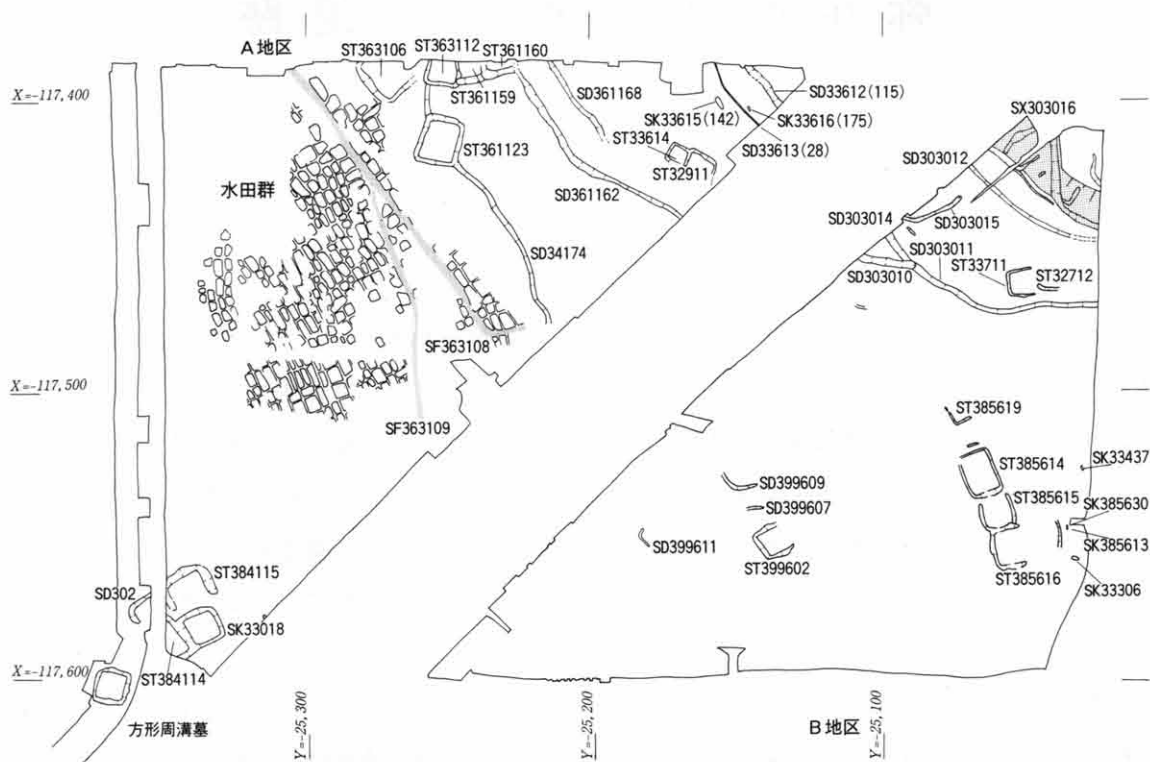 A地区
ST363106
ST363112
ST361160
X=-117,400
ST361159
SD361168
SK33615(142)
SD33612(115)
SK33616(175)
SD33613(28)
SX303016
ST33614
ST32911
ST361123
SD303012
水田群
SD361162
SD303014
SD303015
SD34174
SD303011
ST33711
SD303010
ST32712
SF363108
X=-117,500
SF363109
ST385619
ST385614
SK33437
SD399609
ST385615
SK385630
SD399607
SK385613
SD399611
ST399602
ST385616
SK33306
ST384115
SD302
SK33018
X=-117,600
ST384114
方形周溝墓
Y=-25,300
Y=-25,200
Y=-25,100
B地区